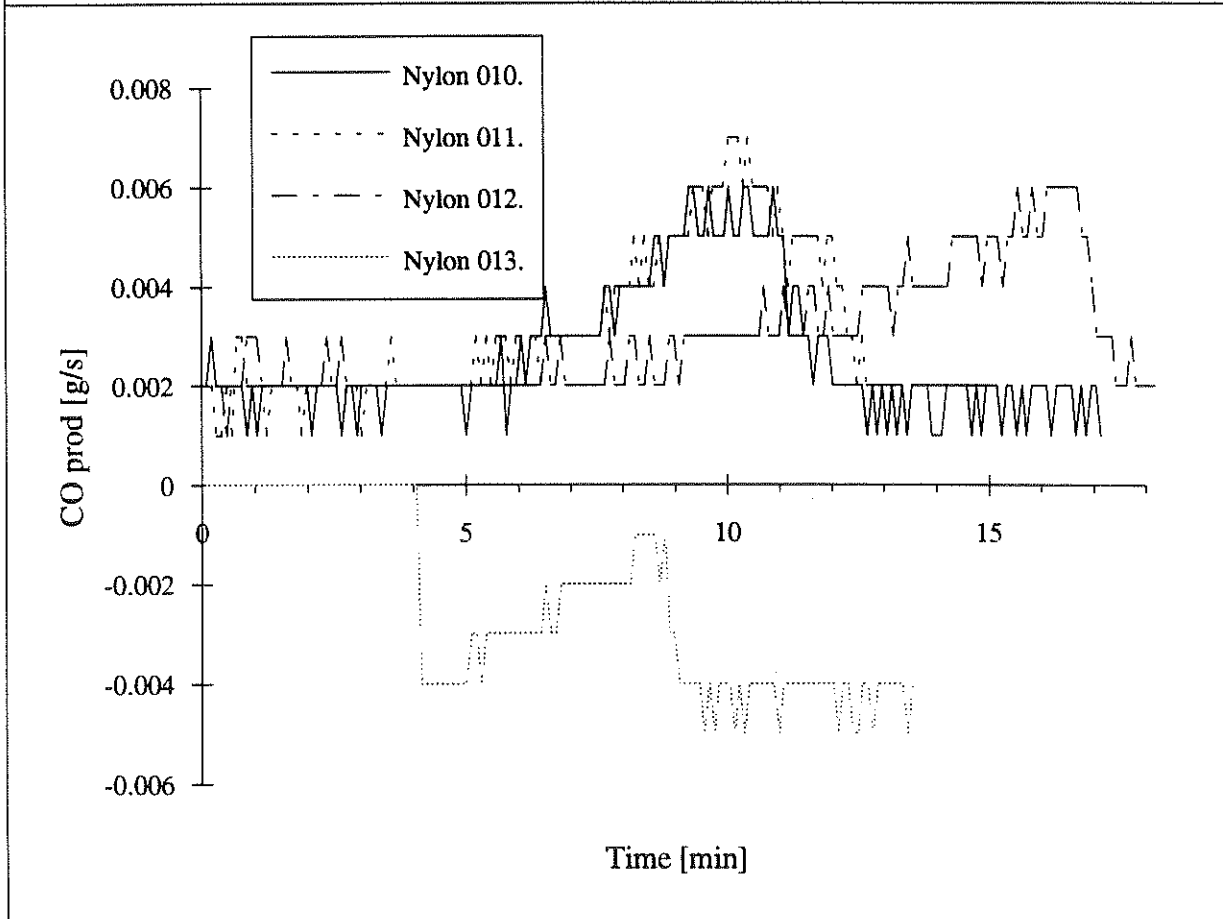 Nylon 010.
Nylon 011.
Nylon 012.
Nylon 013.
0.008
0.006
0.004
0.002
0
-0.002
-0.004
-0.006
CO prod [g/s]
0 5 10 15
Time [min]